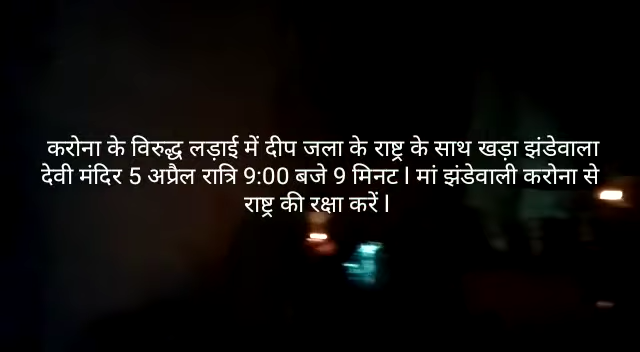 करोना के विरुद्ध लड़ाई में दीप जला के राष्ट्र के साथ खड़ा झंडेवाला
देवी मंदिर 5 अप्रैल रात्रि 9:00 बजे 9 मिनट l मां झंडेवाली करोना से
राष्ट्र की रक्षा करें l